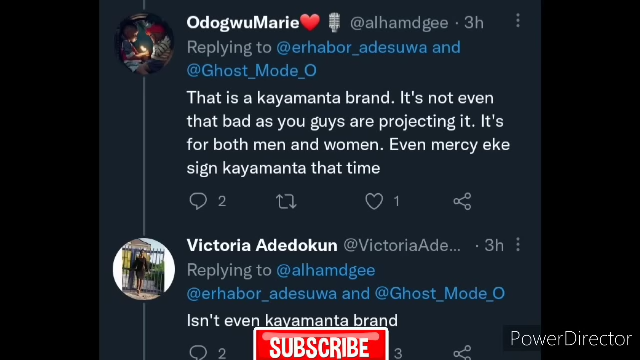 OdogwuMarie❤️🎙️ @alhamdgee · 3h
Replying to @erhabor_adesuwa and
@Ghost_Mode_O
That is a kayamanta brand. It's not even
that bad as you guys are projecting it. It's
for both men and women. Even mercy eke
sign kayamanta that time
2 1
Victoria Adedokun @VictoriaAde... · 3h
Replying to @alhamdgee
@erhabor_adesuwa and @Ghost_Mode_O
Isn't even kayamanta brand
2 3
SUBSCRIBE
PowerDirector